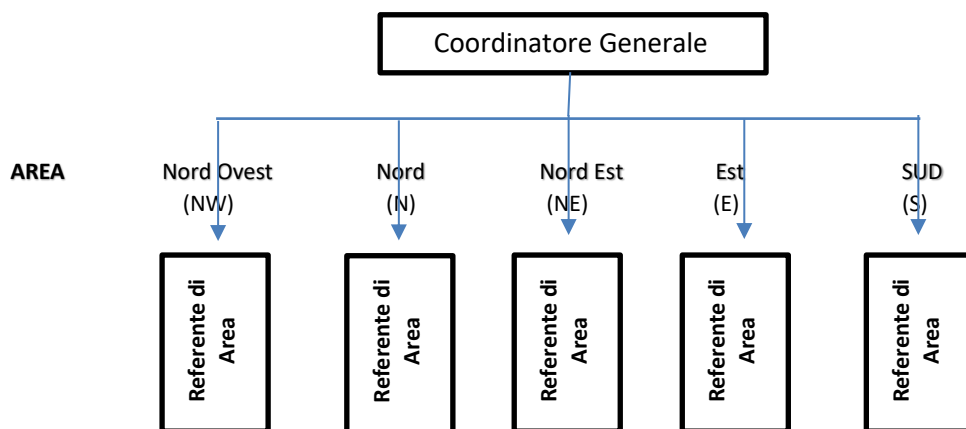 Coordinatore Generale
AREA Nord Ovest Nord Nord Est Est SUD
(NW) (N) (NE) (E) (S)
Referente di
Area
Referente di
Area
Referente di
Area
Referente di
Area
Referente di
Area